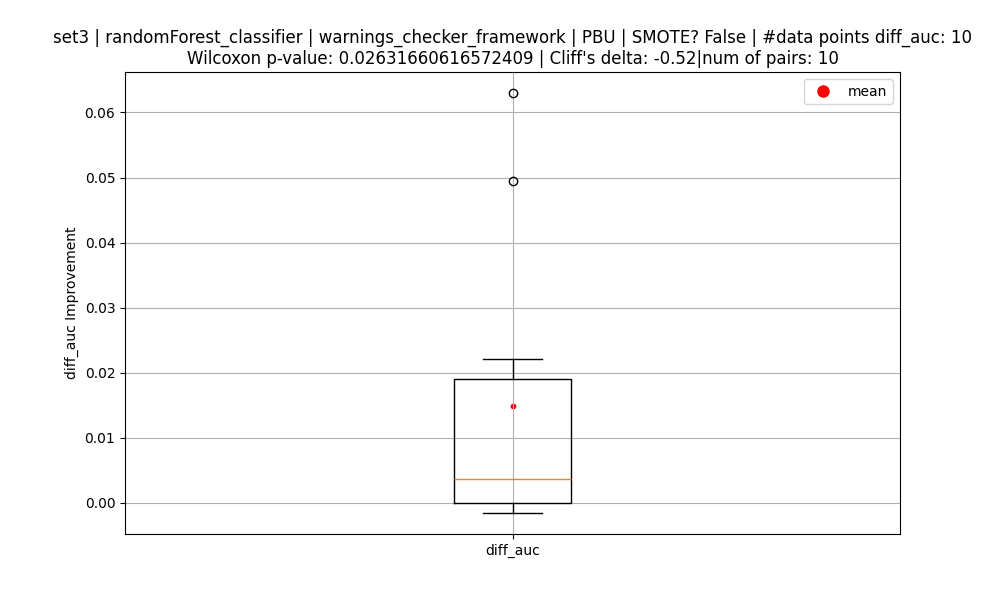 set3 | randomForest_classifier | warnings_checker_framework | PBU | SMOTE? False | #data points diff_auc: 10
Wilcoxon p-value: 0.02631660616572409 | Cliff's delta: -0.52|num of pairs: 10
mean
0.06
0.05
0.04
0.03
0.02
0.01
0.00
diff_auc Improvement
diff_auc